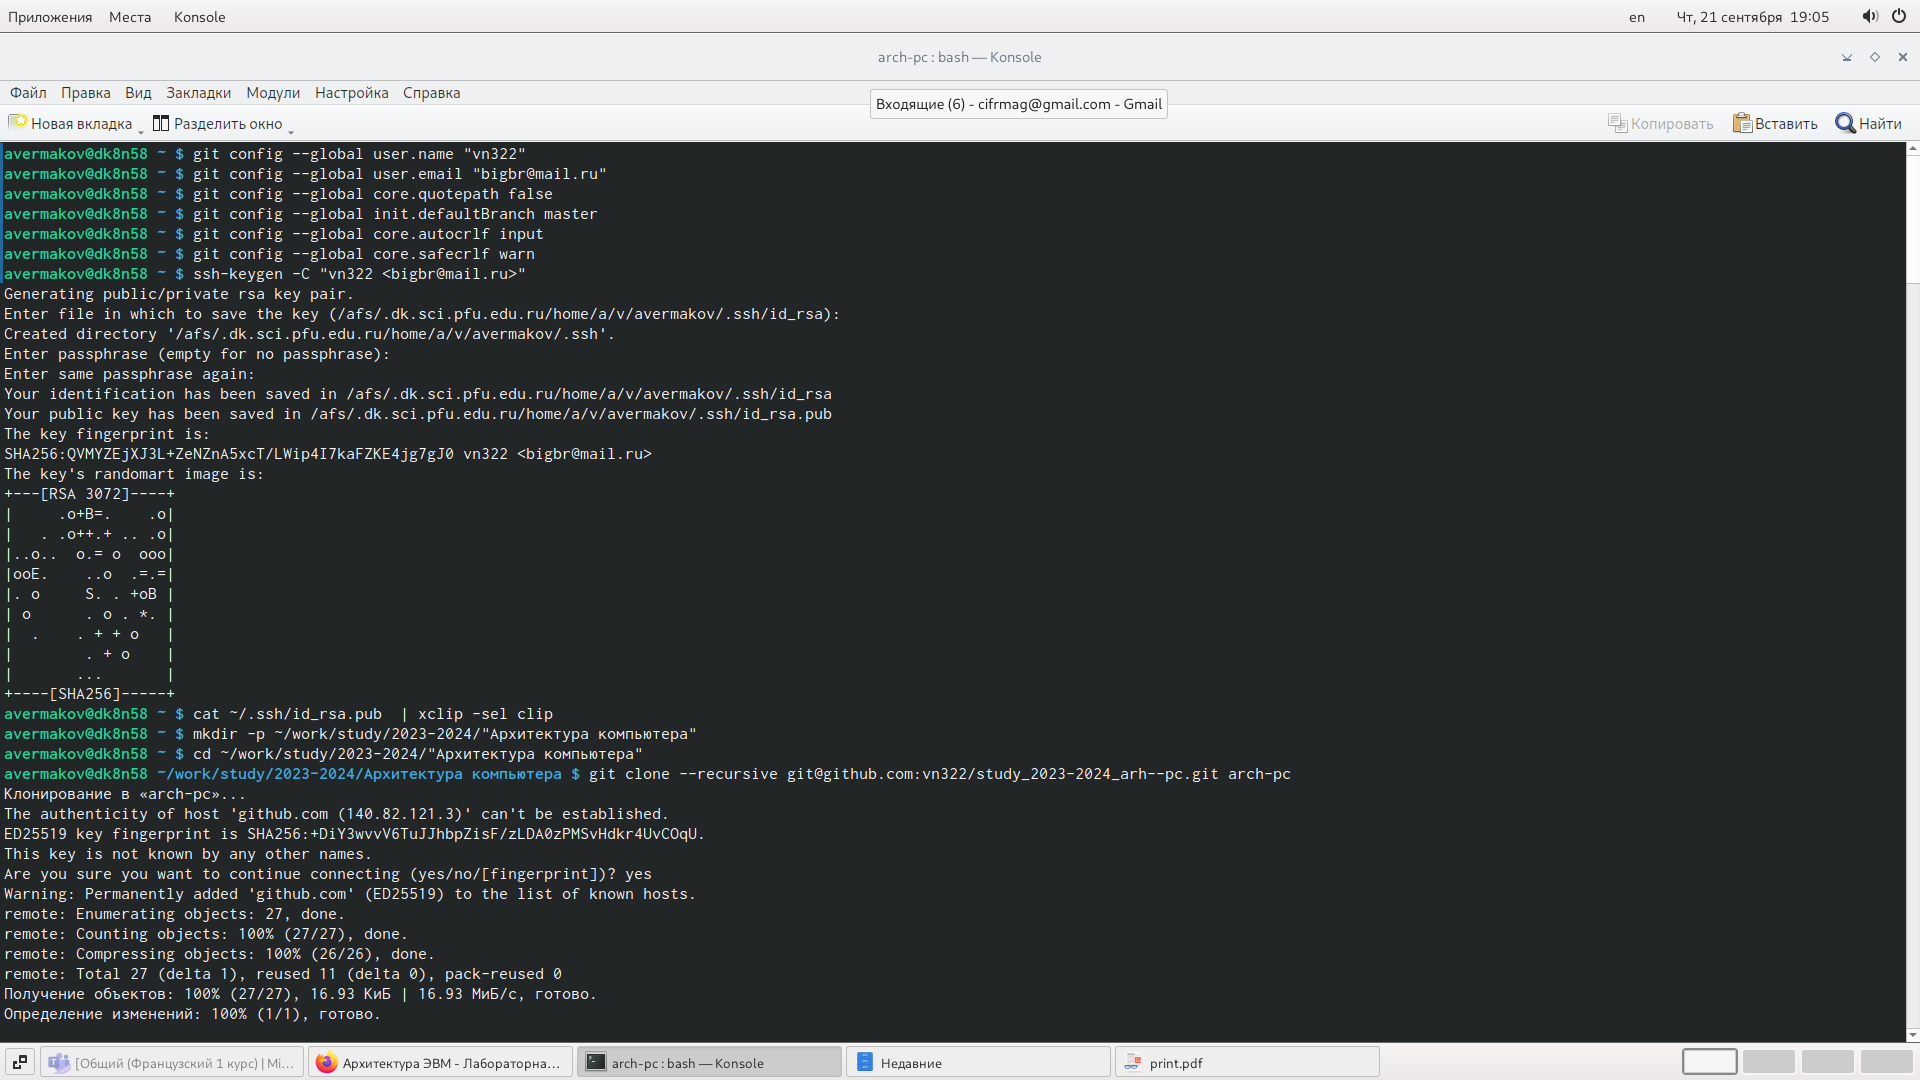 Приложения Места Konsole en Чт, 21 сентября 19:05
arch-pc : bash — Konsole
Файл Правка Вид Закладки Модули Настройка Справка
Входящие (6) - cifrmag@gmail.com - Gmail
Новая вкладка Разделить окно Копировать Вставить Найти
avermakov@dk8n58 ~ $ git config --global user.name "vn322"
avermakov@dk8n58 ~ $ git config --global user.email "bigbr@mail.ru"
avermakov@dk8n58 ~ $ git config --global core.quotepath false
avermakov@dk8n58 ~ $ git config --global init.defaultBranch master
avermakov@dk8n58 ~ $ git config --global core.autocrlf input
avermakov@dk8n58 ~ $ git config --global core.safecrlf warn
avermakov@dk8n58 ~ $ ssh-keygen -C "vn322 <bigbr@mail.ru>"
Generating public/private rsa key pair.
Enter file in which to save the key (/afs/.dk.sci.pfu.edu.ru/home/a/v/avermakov/.ssh/id_rsa):
Created directory '/afs/.dk.sci.pfu.edu.ru/home/a/v/avermakov/.ssh'.
Enter passphrase (empty for no passphrase):
Enter same passphrase again:
Your identification has been saved in /afs/.dk.sci.pfu.edu.ru/home/a/v/avermakov/.ssh/id_rsa
Your public key has been saved in /afs/.dk.sci.pfu.edu.ru/home/a/v/avermakov/.ssh/id_rsa.pub
The key fingerprint is:
SHA256:QVMYZEjXJ3L+ZeNZnA5xcT/LWip4I7kaFZKE4jg7gJ0 vn322 <bigbr@mail.ru>
The key's randomart image is:
+---[RSA 3072]----+
|     .o+B=.    .o|
|   . .o++.+ .. .o|
|..o..  o.= o  ooo|
|ooE.    ..o  .=.=|
|. o     S. . +oB |
| o      . o . *. |
|  .    . + + o   |
|        . + o    |
|       ...       |
+----[SHA256]-----+
avermakov@dk8n58 ~ $ cat ~/.ssh/id_rsa.pub  | xclip -sel clip
avermakov@dk8n58 ~ $ mkdir -p ~/work/study/2023-2024/"Архитектура компьютера"
avermakov@dk8n58 ~ $ cd ~/work/study/2023-2024/"Архитектура компьютера"
avermakov@dk8n58 ~/work/study/2023-2024/Архитектура компьютера $ git clone --recursive git@github.com:vn322/study_2023-2024_arh--pc.git arch-pc
Клонирование в «arch-pc»...
The authenticity of host 'github.com (140.82.121.3)' can't be established.
ED25519 key fingerprint is SHA256:+DiY3wvvV6TuJJhbpZisF/zLDA0zPMSvHdkr4UvCOqU.
This key is not known by any other names.
Are you sure you want to continue connecting (yes/no/[fingerprint])? yes
Warning: Permanently added 'github.com' (ED25519) to the list of known hosts.
remote: Enumerating objects: 27, done.
remote: Counting objects: 100% (27/27), done.
remote: Compressing objects: 100% (26/26), done.
remote: Total 27 (delta 1), reused 11 (delta 0), pack-reused 0
Получение объектов: 100% (27/27), 16.93 КиБ | 16.93 МиБ/с, готово.
Определение изменений: 100% (1/1), готово.
[Общий (Французский 1 курс) | Mi... Архитектура ЭВМ - Лабораторна... arch-pc : bash — Konsole Недавние print.pdf